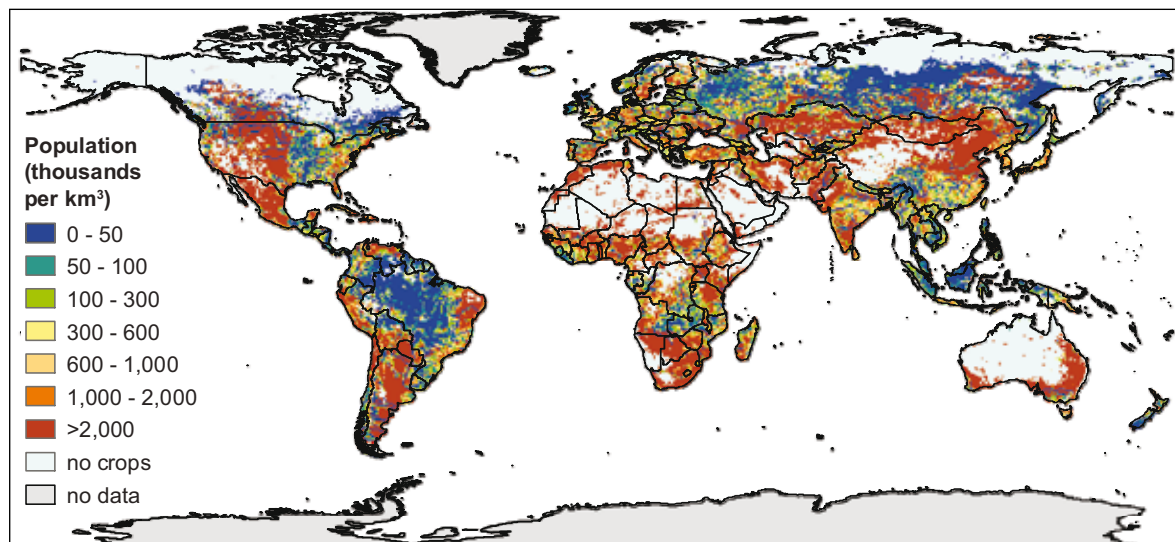 Population
(thousands
per km³)
0 - 50
50 - 100
100 - 300
300 - 600
600 - 1,000
1,000 - 2,000
>2,000
no crops
no data